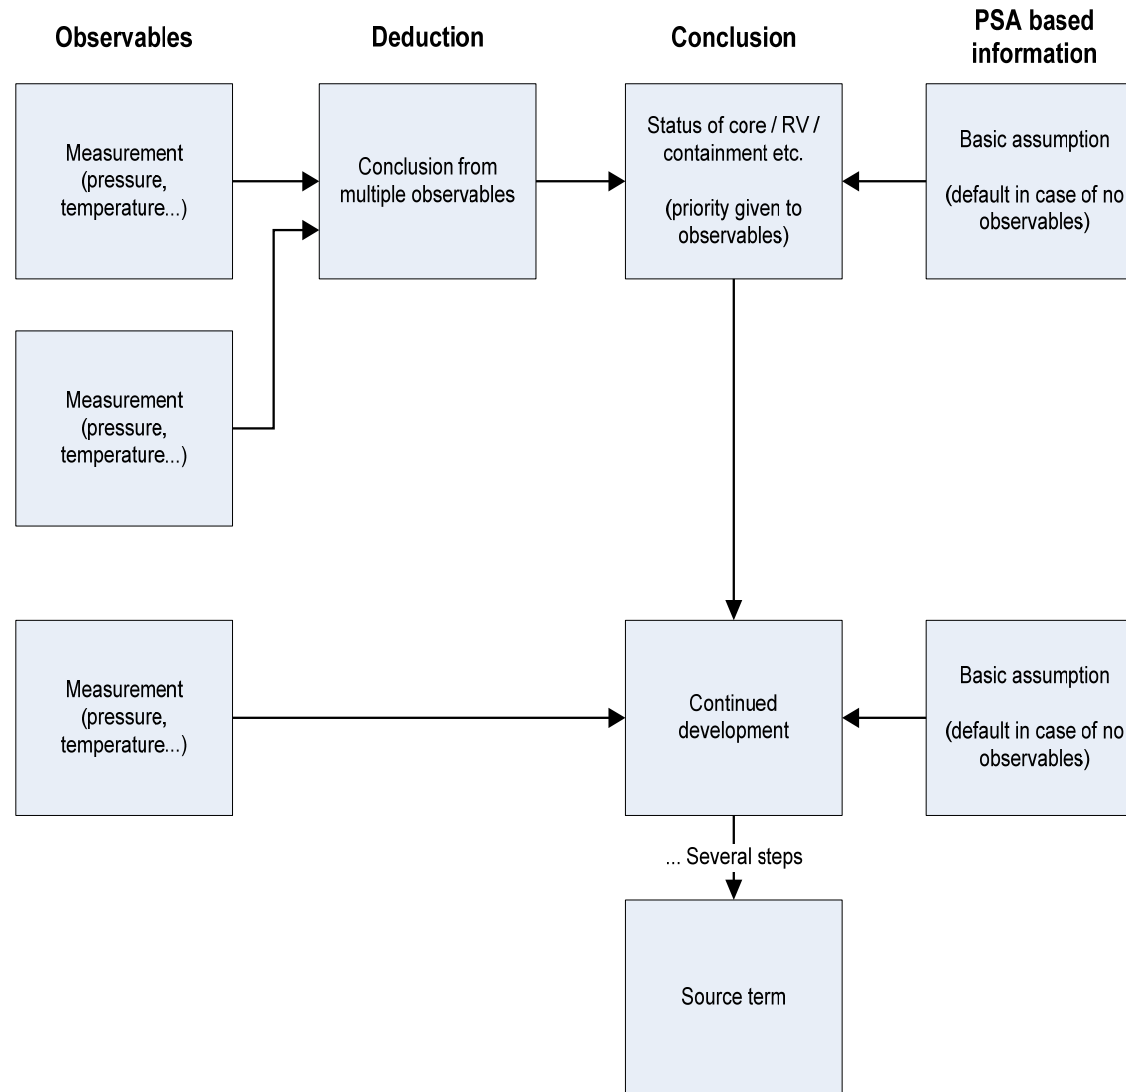 Observables
Deduction
Conclusion
PSA based
information
Measurement
(pressure,
temperature...)
Conclusion from
multiple observables
Status of core / RV /
containment etc.
(priority given to
observables)
Basic assumption
(default in case of no
observables)
Measurement
(pressure,
temperature...)
Measurement
(pressure,
temperature...)
Continued
development
Basic assumption
(default in case of no
observables)
... Several steps
Source term